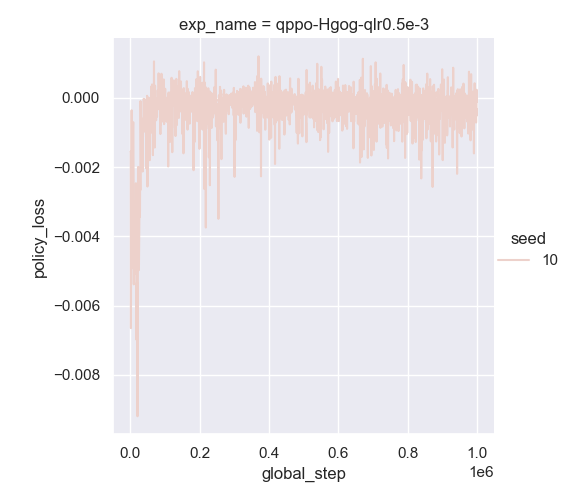 exp_name = qppo-Hgog-qlr0.5e-3
0.000
−0.002
−0.004
−0.006
−0.008
policy_loss
0.0 0.2 0.4 0.6 0.8 1.0
1e6
global_step
seed
10